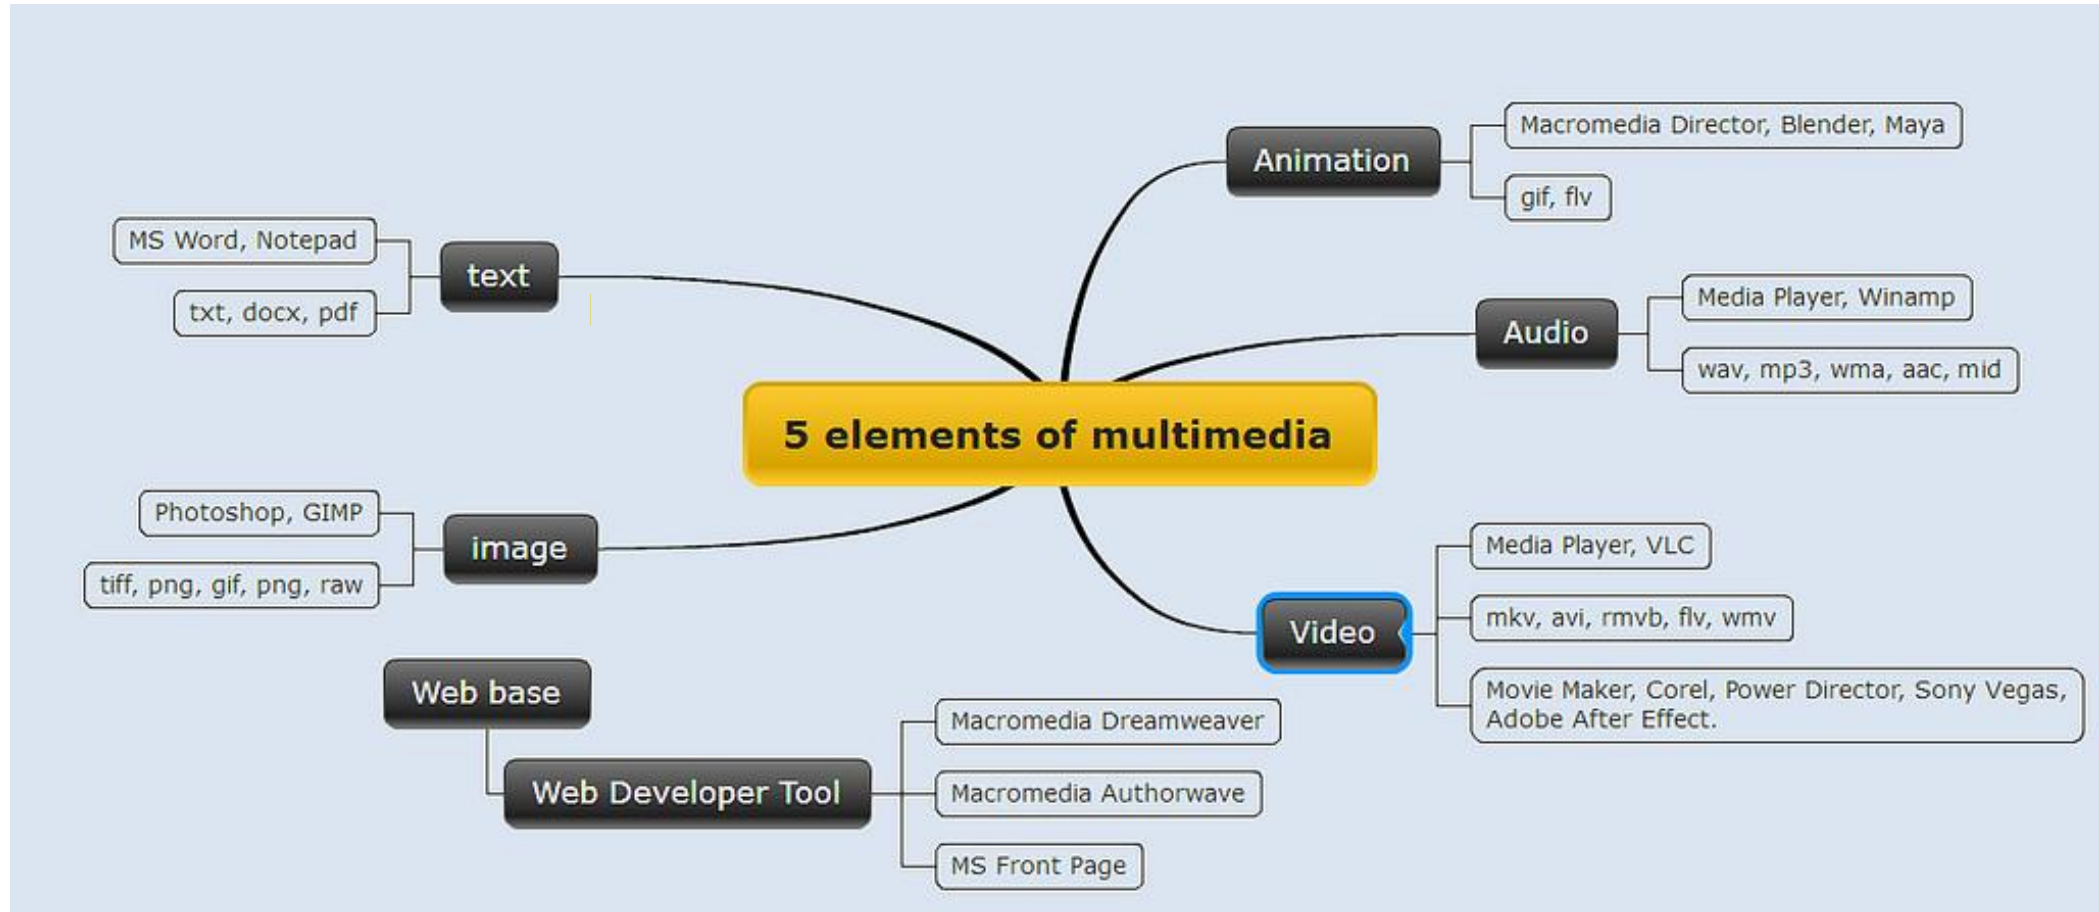 5 elements of multimedia
text
MS Word, Notepad
txt, docx, pdf
image
Photoshop, GIMP
tiff, png, gif, png, raw
Web base
Web Developer Tool
Macromedia Dreamweaver
Macromedia Authorwave
MS Front Page
Animation
Macromedia Director, Blender, Maya
gif, flv
Audio
Media Player, Winamp
wav, mp3, wma, aac, mid
Video
Media Player, VLC
mkv, avi, rmvb, flv, wmv
Movie Maker, Corel, Power Director, Sony Vegas,
Adobe After Effect.